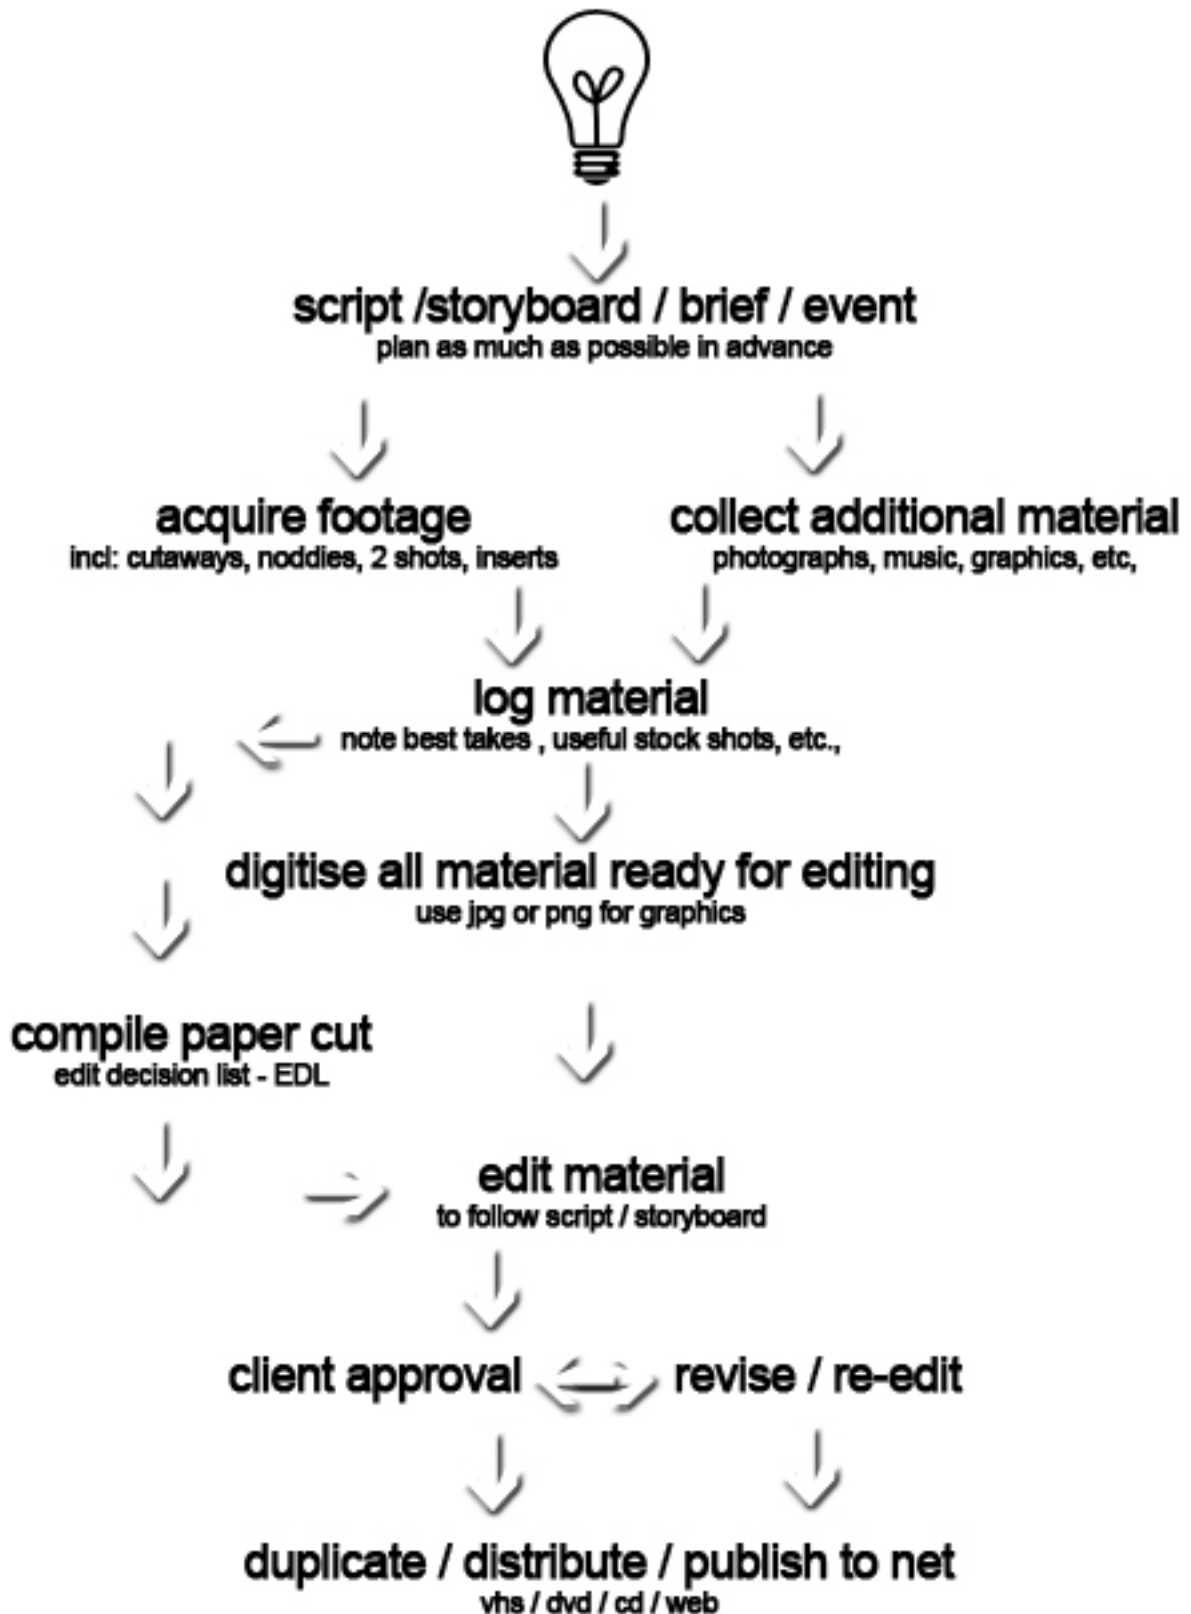 script /storyboard / brief / event
plan as much as possible in advance
acquire footage
incl: cutaways, noddies, 2 shots, inserts
collect additional material
photographs, music, graphics, etc,
log material
note best takes , useful stock shots, etc.,
digitise all material ready for editing
use jpg or png for graphics
compile paper cut
edit decision list - EDL
edit material
to follow script / storyboard
client approval
revise / re-edit
duplicate / distribute / publish to net
vhs / dvd / cd / web